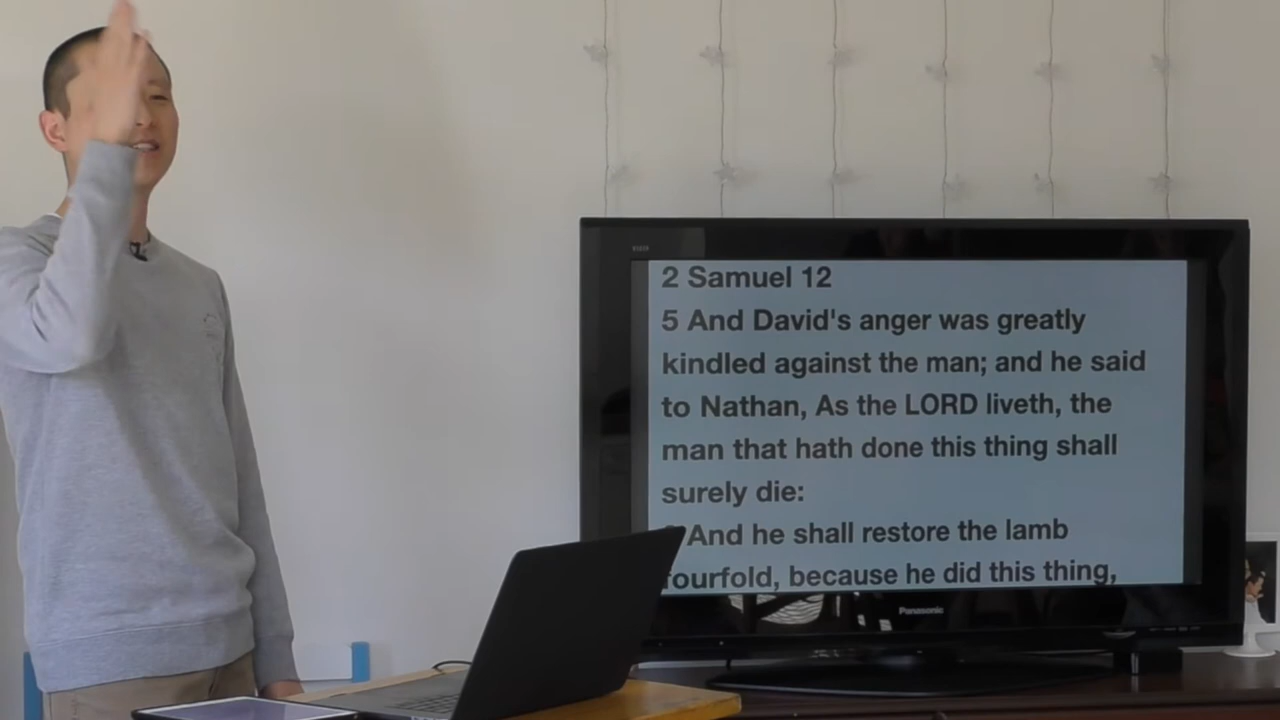 2 Samuel 12
5 And David's anger was greatly
kindled against the man; and he said
to Nathan, As the LORD liveth, the
man that hath done this thing shall
surely die:
And he shall restore the lamb
fourfold, because he did this thing,
Panasonic